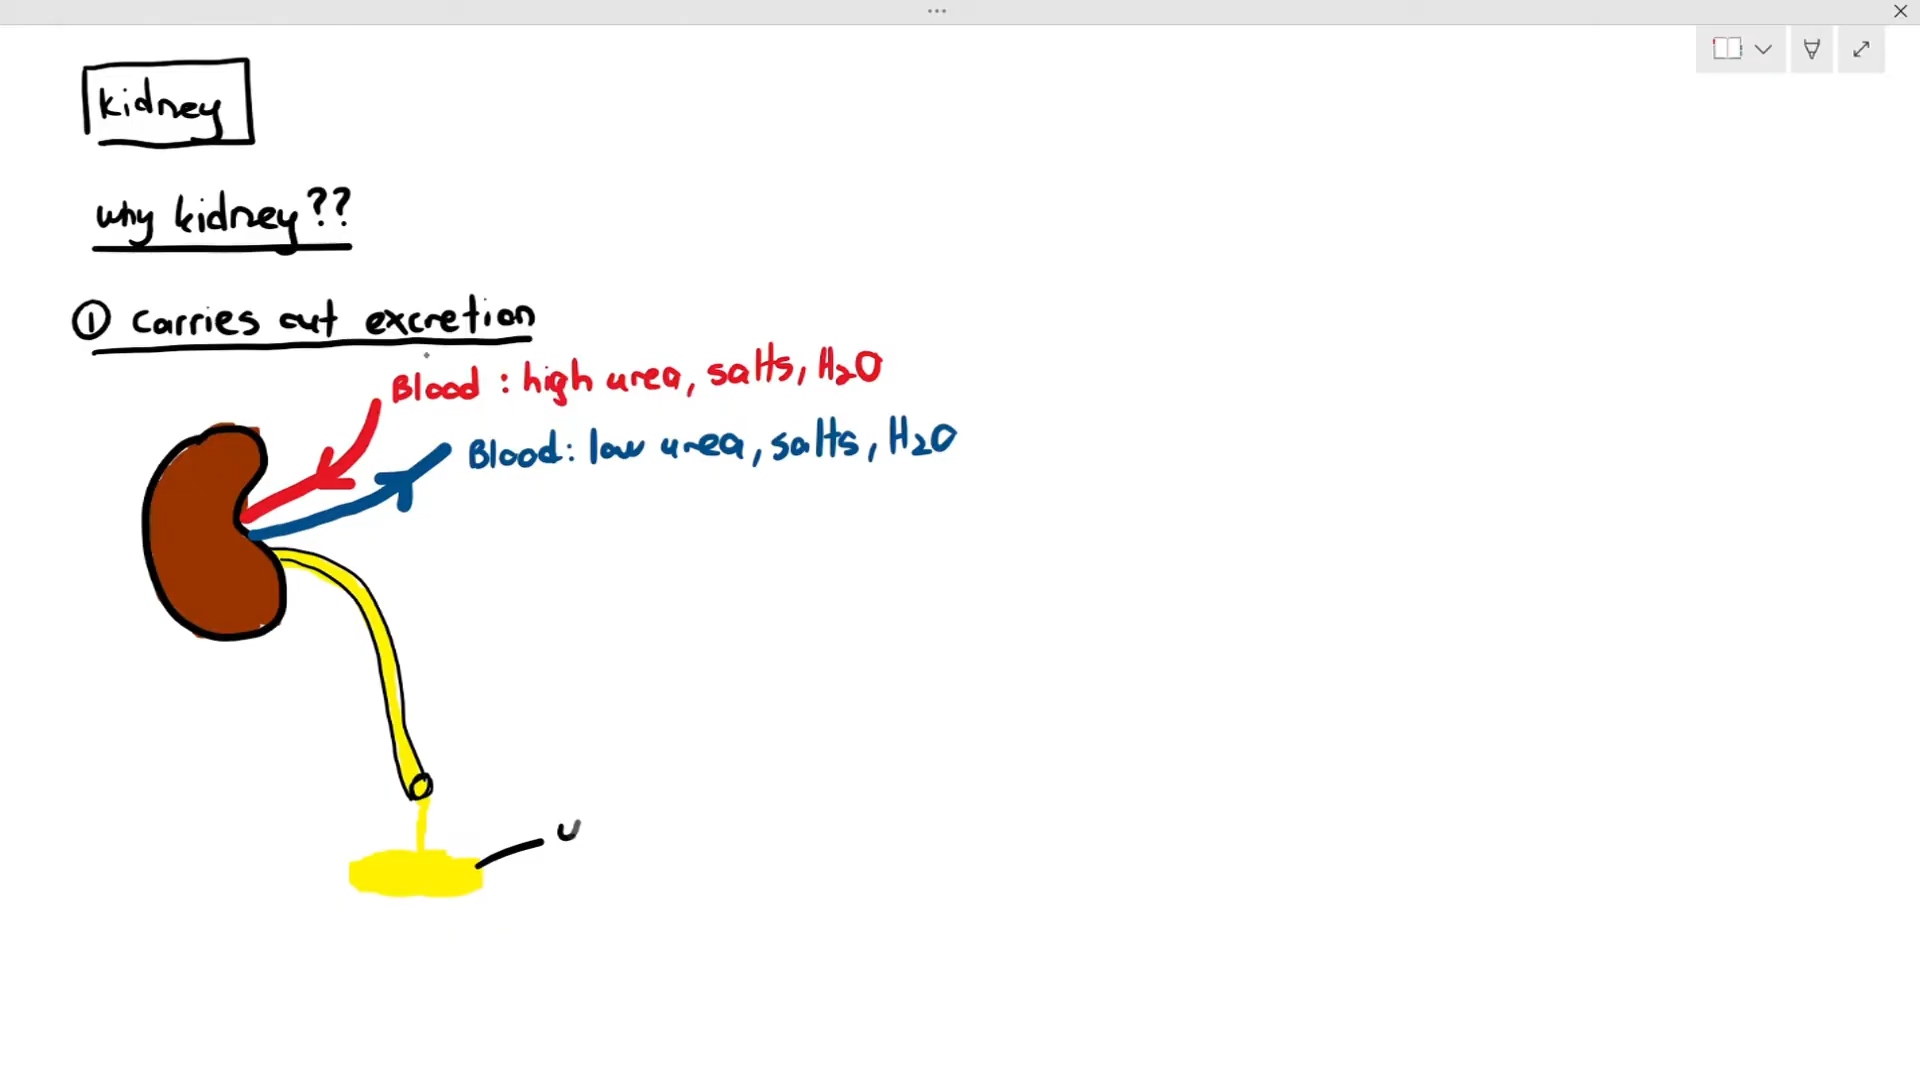 kidney
why kidney??
① Carries out excretion
Blood : high urea, salts, H₂O
Blood: low urea, salts, H₂O
u